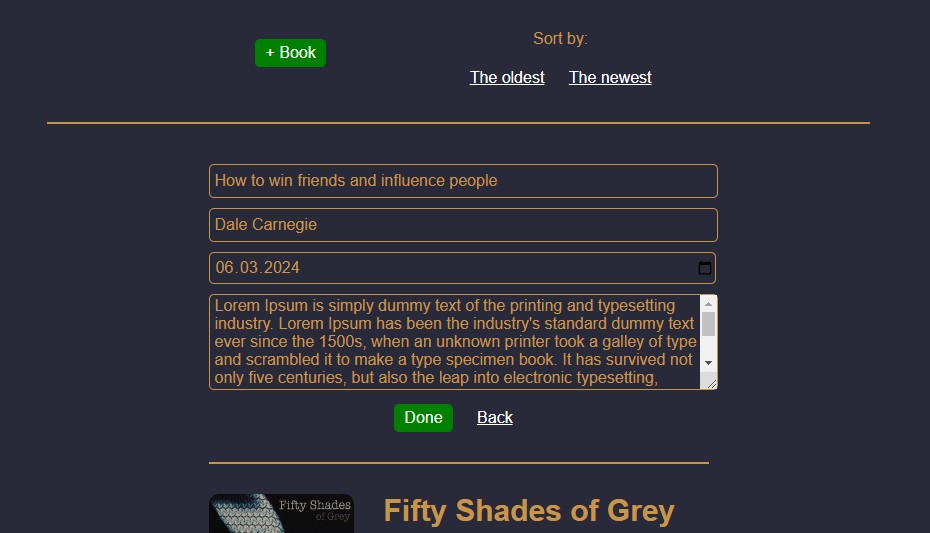 + Book
Sort by:
The oldest The newest
How to win friends and influence people
Dale Carnegie
06.03.2024
Lorem Ipsum is simply dummy text of the printing and typesetting
industry. Lorem Ipsum has been the industry's standard dummy text
ever since the 1500s, when an unknown printer took a galley of type
and scrambled it to make a type specimen book. It has survived not
only five centuries, but also the leap into electronic typesetting,
Done Back
Fifty Shades
of Grey
Fifty Shades of Grey